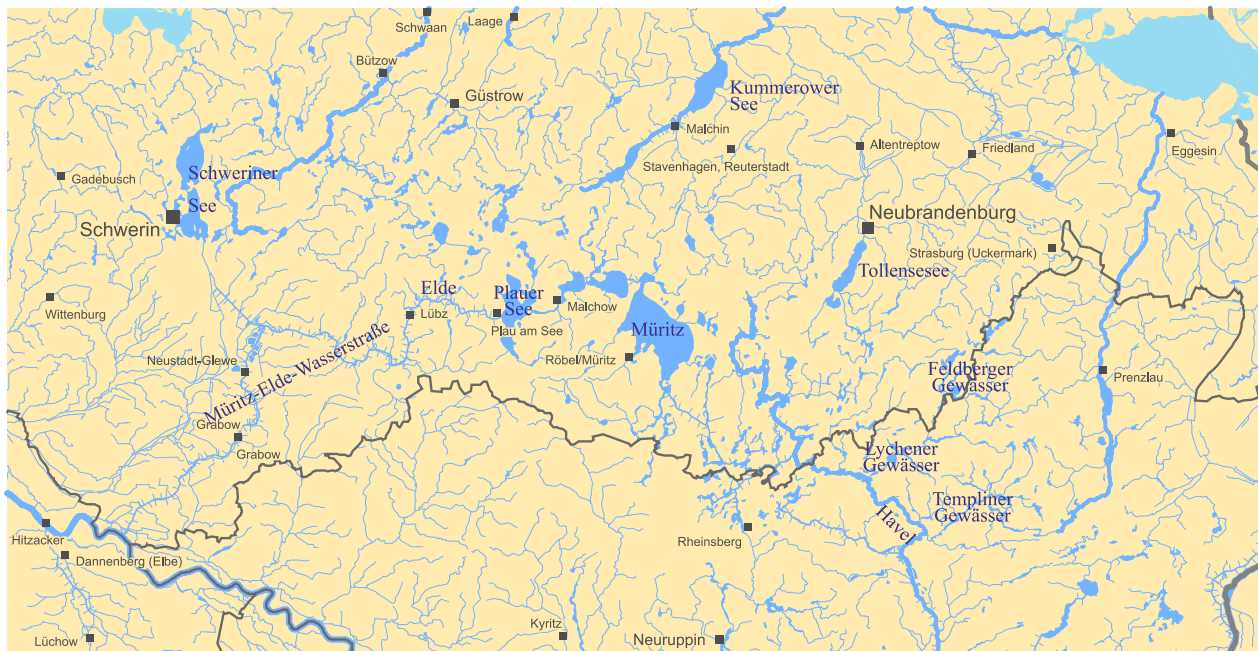 Schwaan
Laage
Bützow
Güstrow
Kummerower
See
Malchin
Stavenhagen, Reuterstadt
Altentreptow
Friedland
Eggesin
Gadebusch
Schweriner
See
Schwerin
Neubrandenburg
Strasburg (Uckermark)
Tollensesee
Wittenburg
Elde
Lübz
Plauer
See
Plau am See
Malchow
Müritz
Röbel/Müritz
Neustadt-Glewe
Müritz-Elde-Wasserstraße
Grabow
Grabow
Feldberger
Gewässer
Prenzlau
Lychener
Gewässer
Templiner
Gewässer
Havel
Rheinsberg
Hitzacker
Dannenberg (Elbe)
Lüchow
Kyritz
Neuruppin